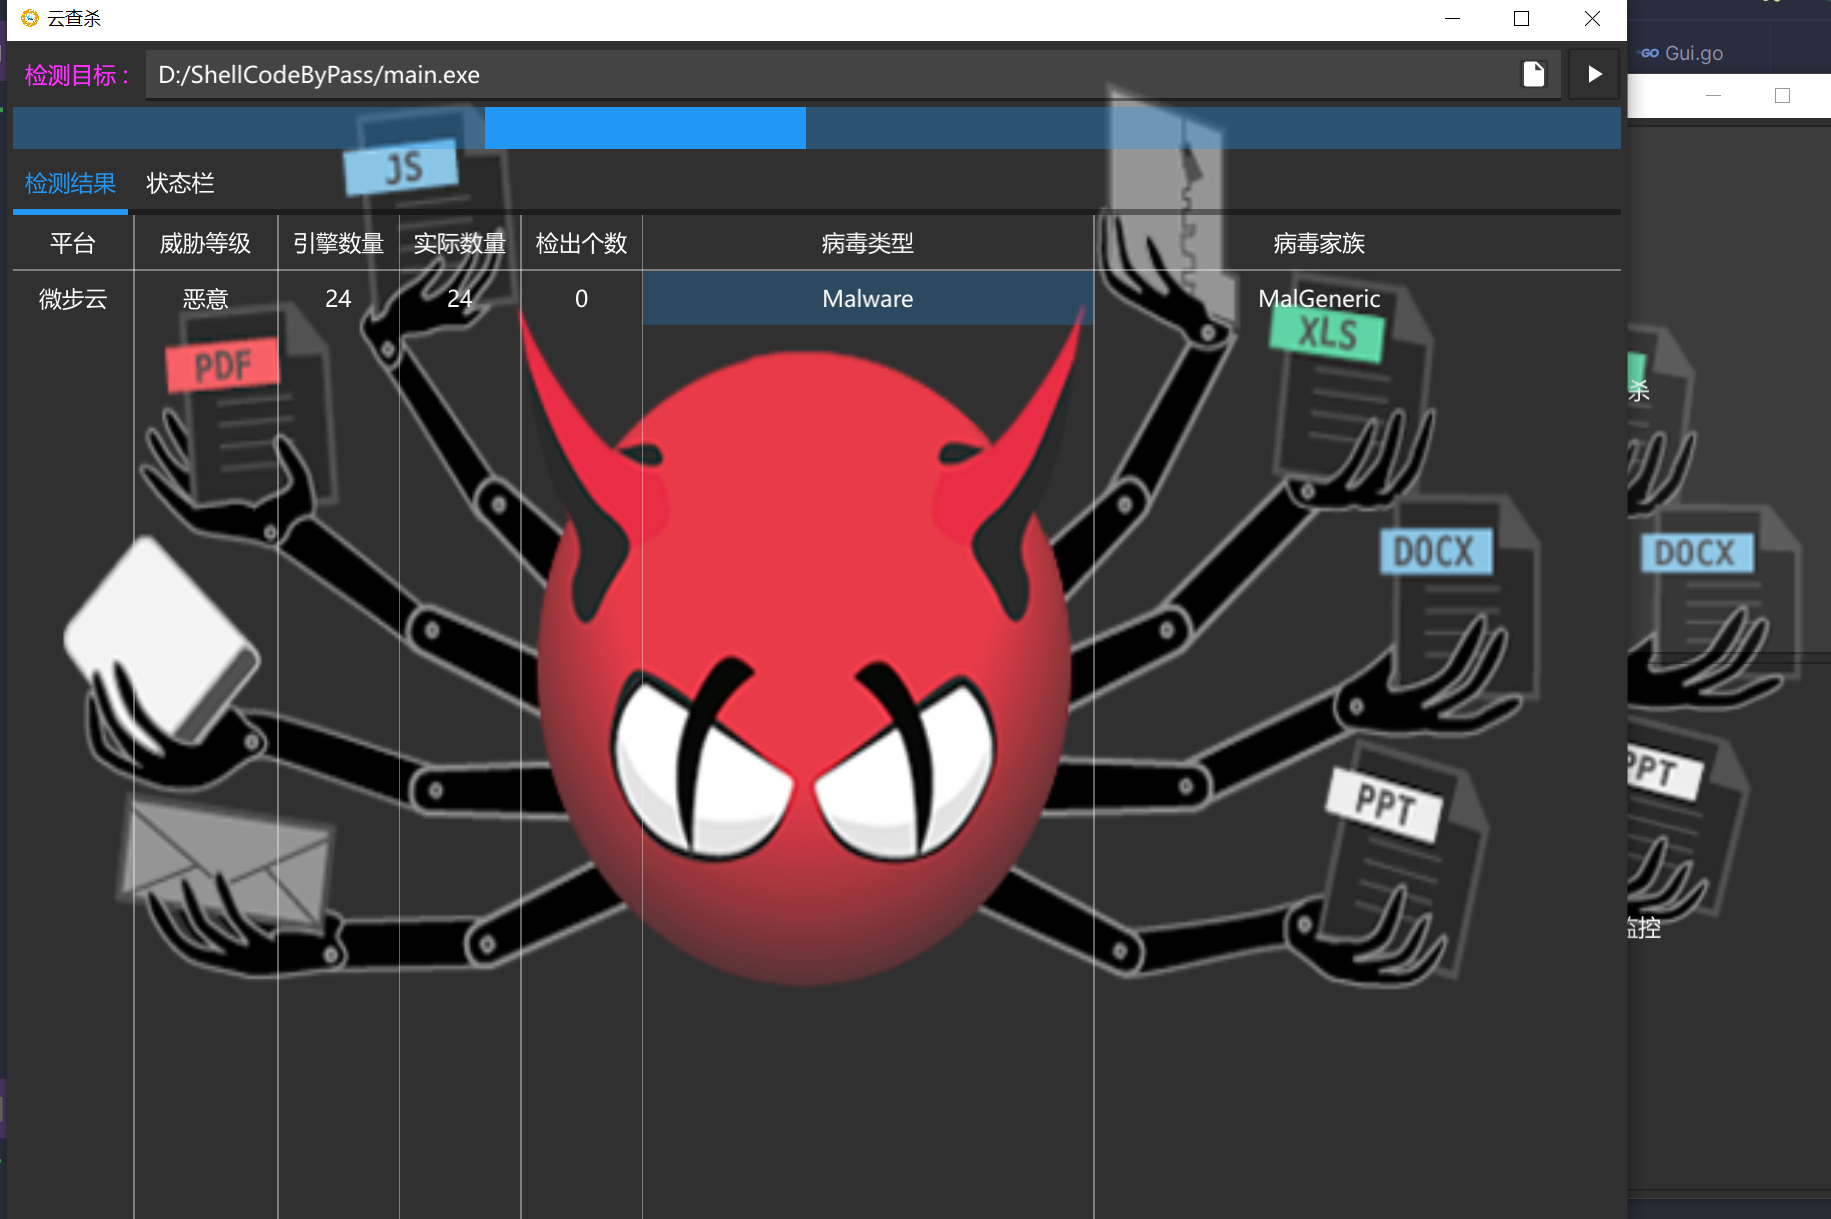 云查杀
Gui.go
检测目标：
D:/ShellCodeByPass/main.exe
检测结果
状态栏
平台
威胁等级
引擎数量
实际数量
检出个数
病毒类型
病毒家族
微步云
恶意
24
24
0
Malware
MalGeneric
JS
PDF
XLS
DOCX
PPT
杀
DOCX
PPT
监控